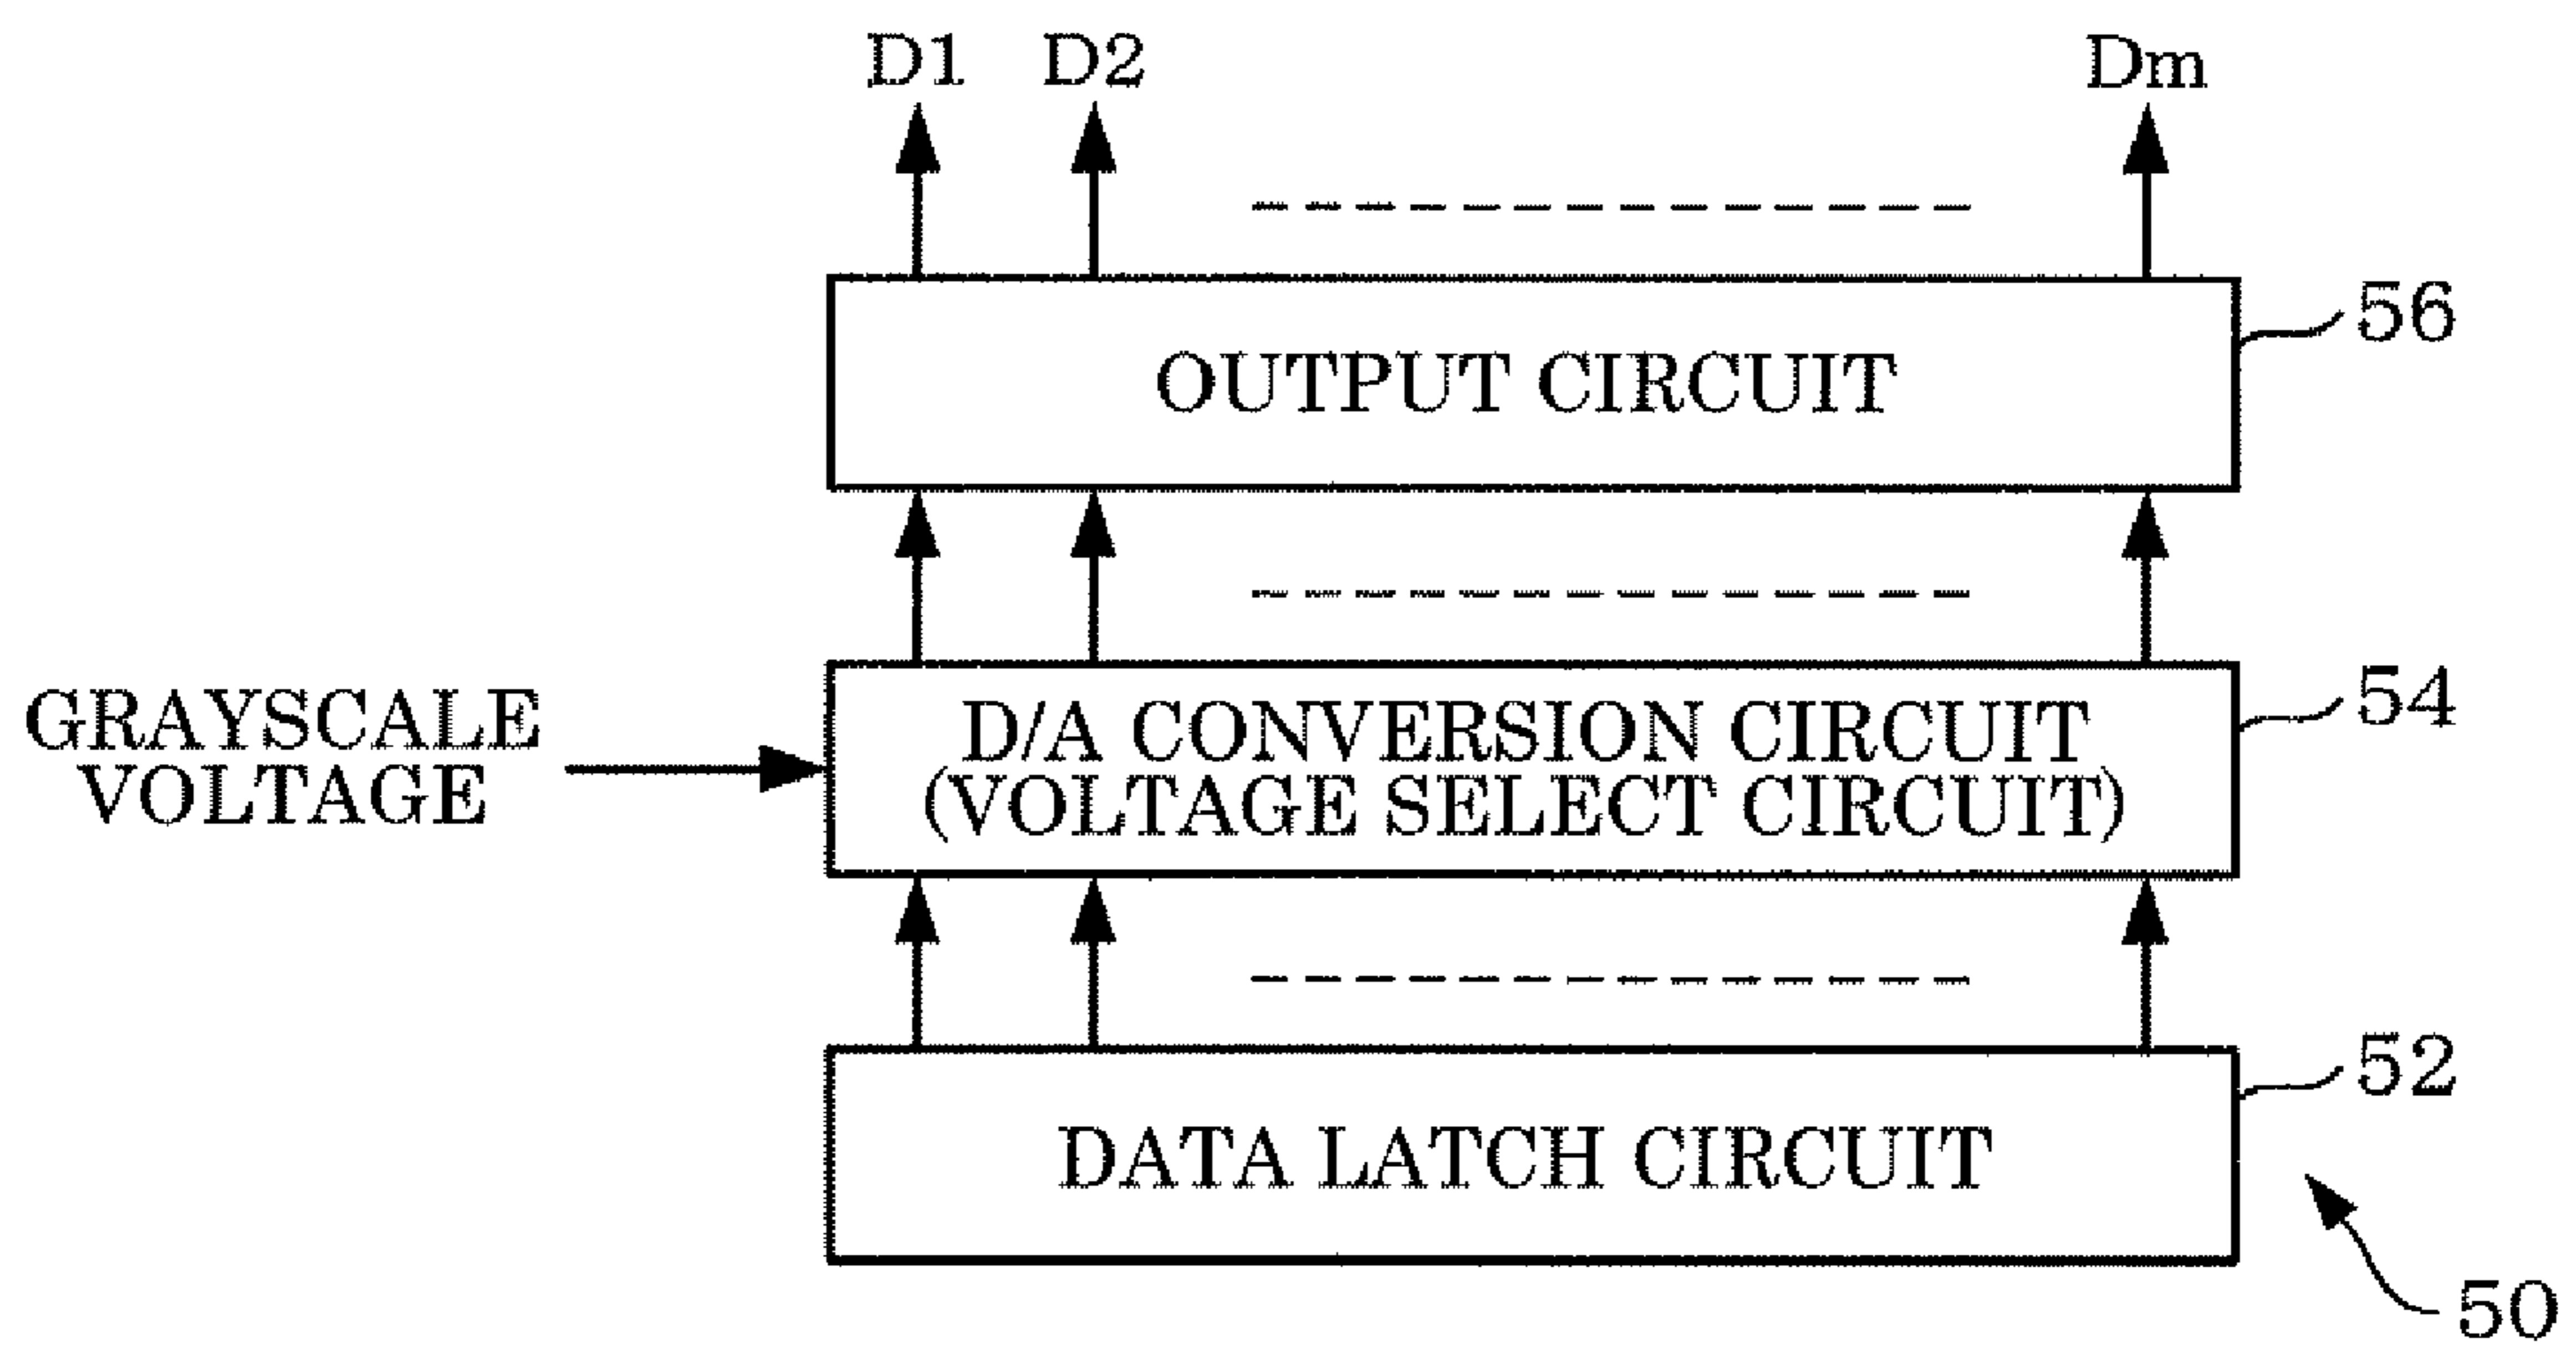 D1 D2 Dm
56
OUTPUT CIRCUIT
54
GRAYSCALE
VOLTAGE
D/A CONVERSION CIRCUIT
(VOLTAGE SELECT CIRCUIT)
52
DATA LATCH CIRCUIT
50